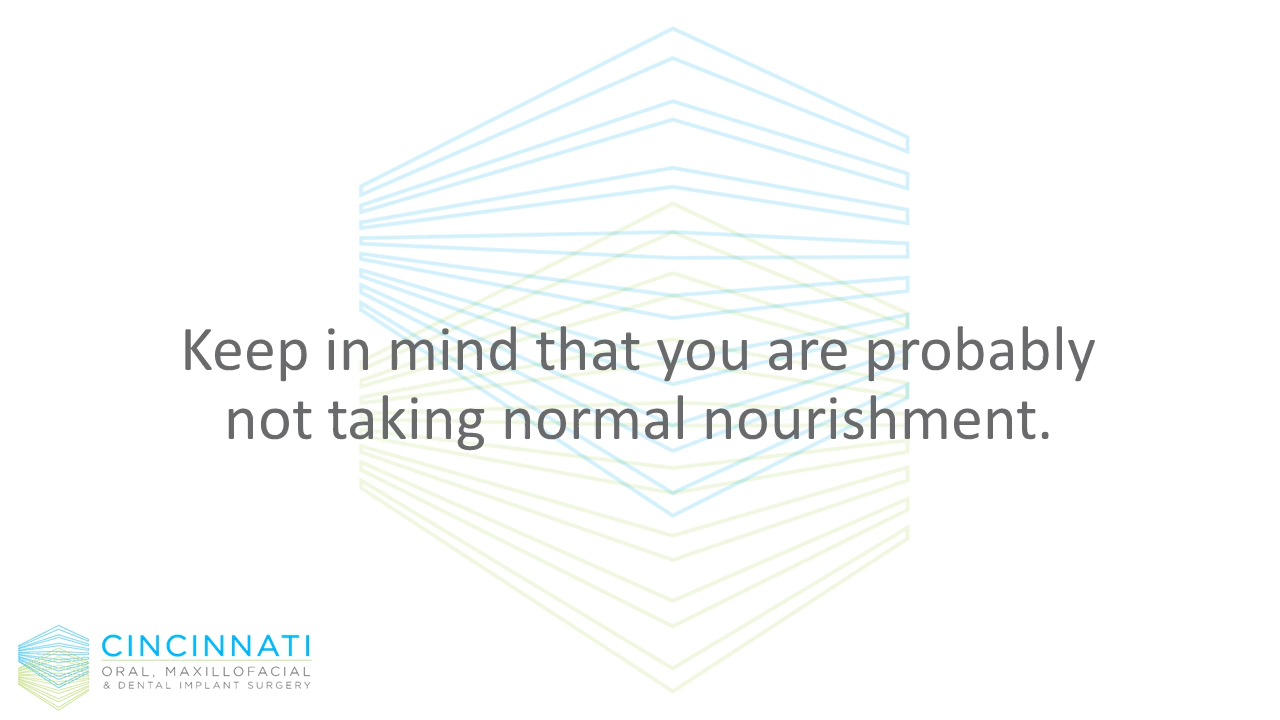 Keep in mind that you are probably
not taking normal nourishment.
CINCINNATI
ORAL, MAXILLOFACIAL
& DENTAL IMPLANT SURGERY